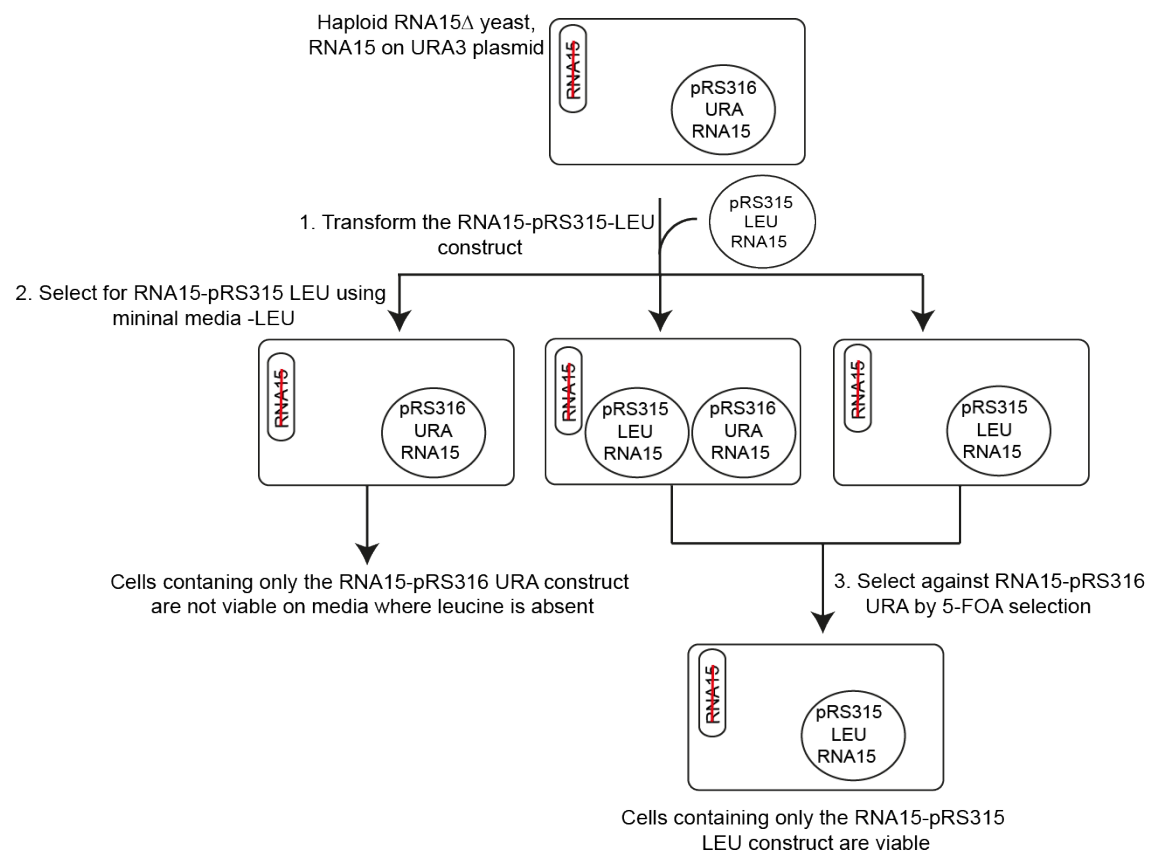 Haploid RNA15Δ yeast,
RNA15 on URA3 plasmid
RNA15
pRS316
URA
RNA15
1. Transform the RNA15-pRS315-LEU
construct
pRS315
LEU
RNA15
2. Select for RNA15-pRS315 LEU using
mininal media -LEU
RNA15
pRS316
URA
RNA15
RNA15
pRS315
LEU
RNA15
pRS316
URA
RNA15
RNA15
pRS315
LEU
RNA15
Cells contaning only the RNA15-pRS316 URA construct
are not viable on media where leucine is absent
3. Select against RNA15-pRS316
URA by 5-FOA selection
RNA15
pRS315
LEU
RNA15
Cells containing only the RNA15-pRS315
LEU construct are viable